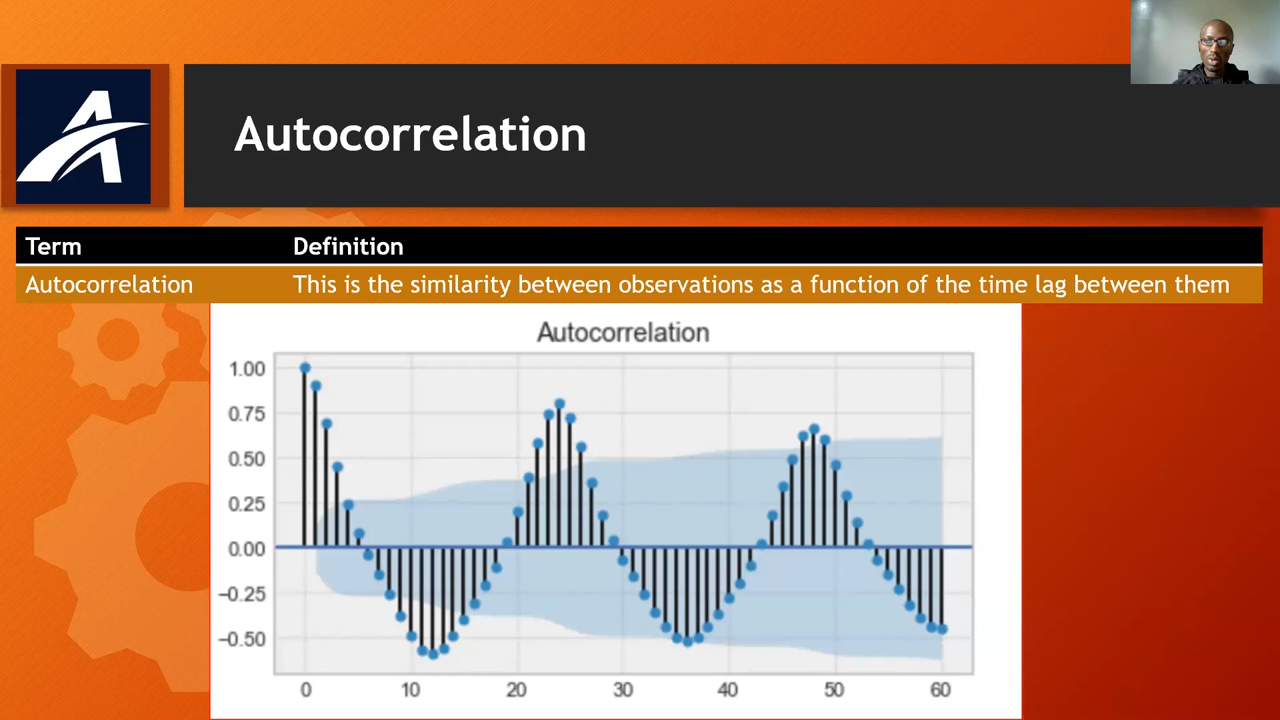 Autocorrelation
Term Definition
Autocorrelation This is the similarity between observations as a function of the time lag between them
Autocorrelation
1.00
0.75
0.50
0.25
0.00
−0.25
−0.50
0 10 20 30 40 50 60